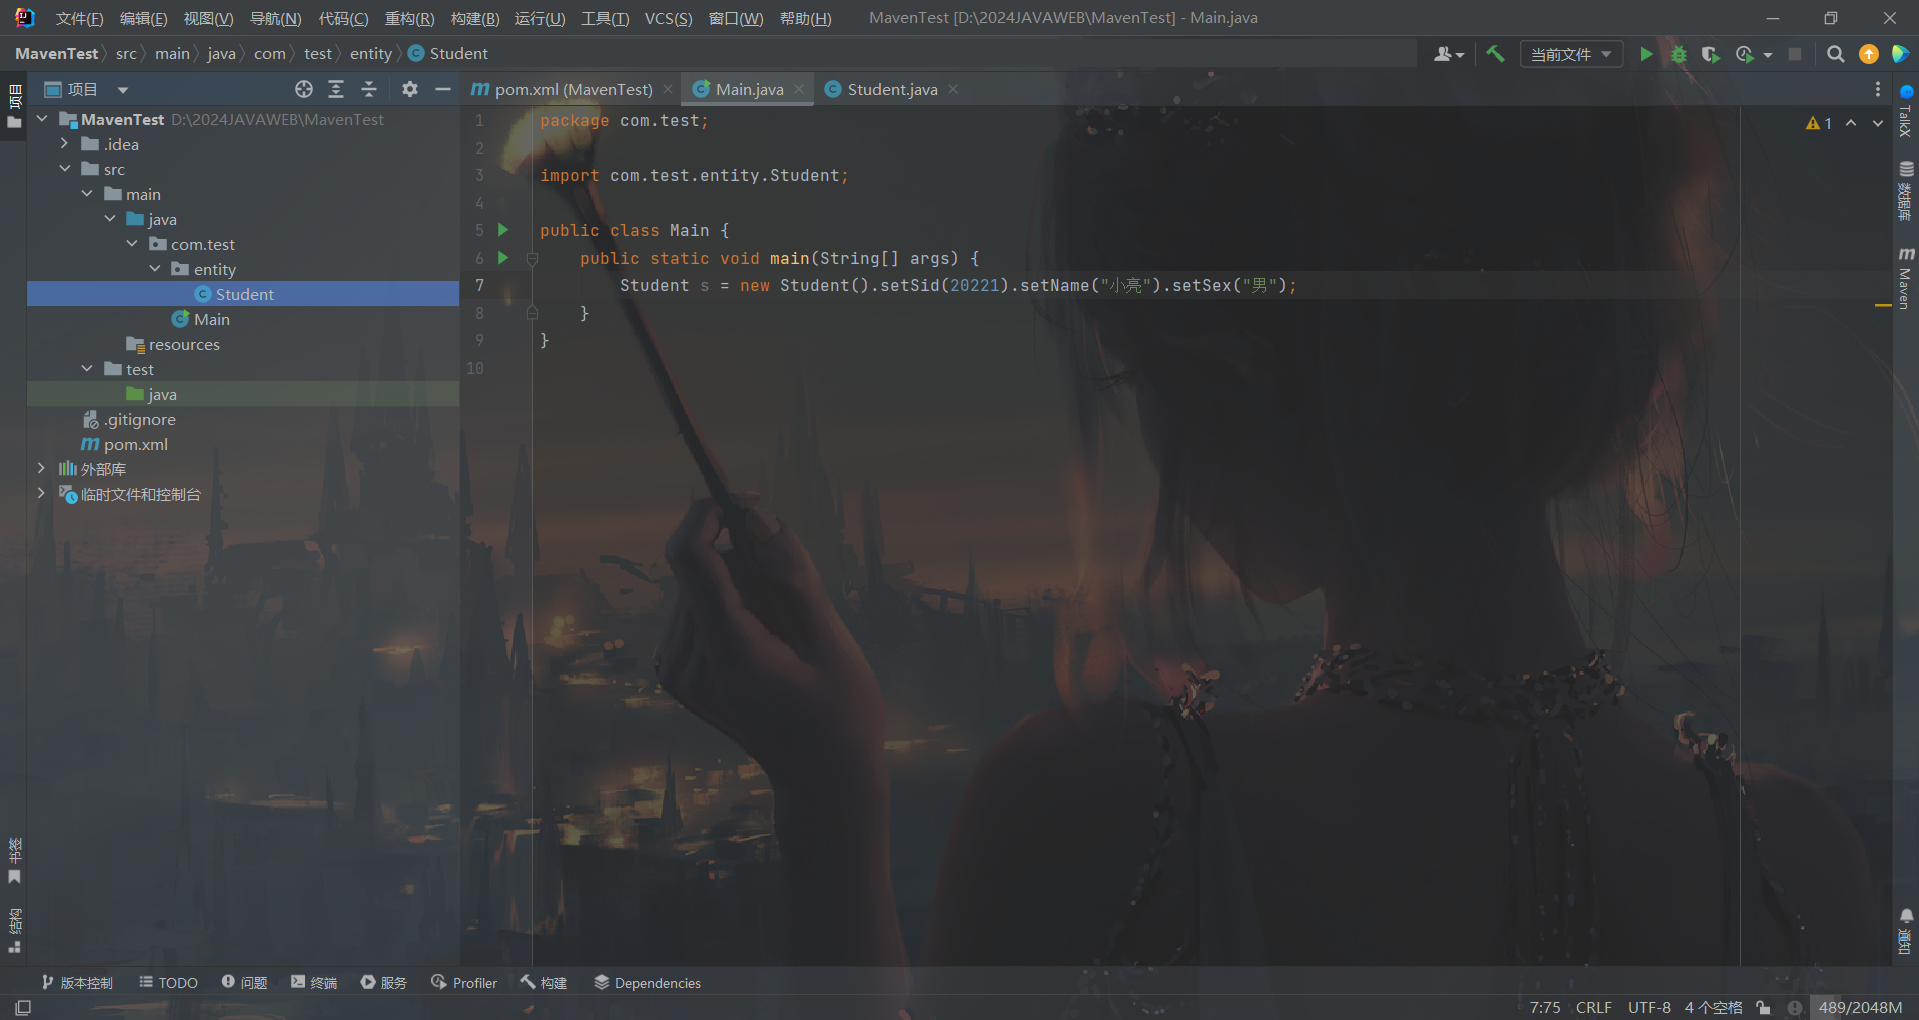 文件(F) 编辑(E) 视图(V) 导航(N) 代码(C) 重构(R) 构建(B) 运行(U) 工具(T) VCS(S) 窗口(W) 帮助(H) MavenTest [D:\2024JAVAWEB\MavenTest] - Main.java
MavenTest src main java com test entity Student 当前文件
项目
pom.xml (MavenTest) Main.java Student.java
MavenTest D:\2024JAVAWEB\MavenTest
.idea
src
main
java
com.test
entity
Student
Main
resources
test
java
.gitignore
pom.xml
外部库
临时文件和控制台
1 package com.test;
2
3 import com.test.entity.Student;
4
5 public class Main {
6 public static void main(String[] args) {
7 Student s = new Student().setSid(20221).setName("小亮").setSex("男");
8 }
9 }
10
1
项目
书签
结构
TalkX
数据库
Maven
通知
版本控制 TODO 问题 终端 服务 Profiler 构建 Dependencies
7:75 CRLF UTF-8 4 个空格 489/2048M